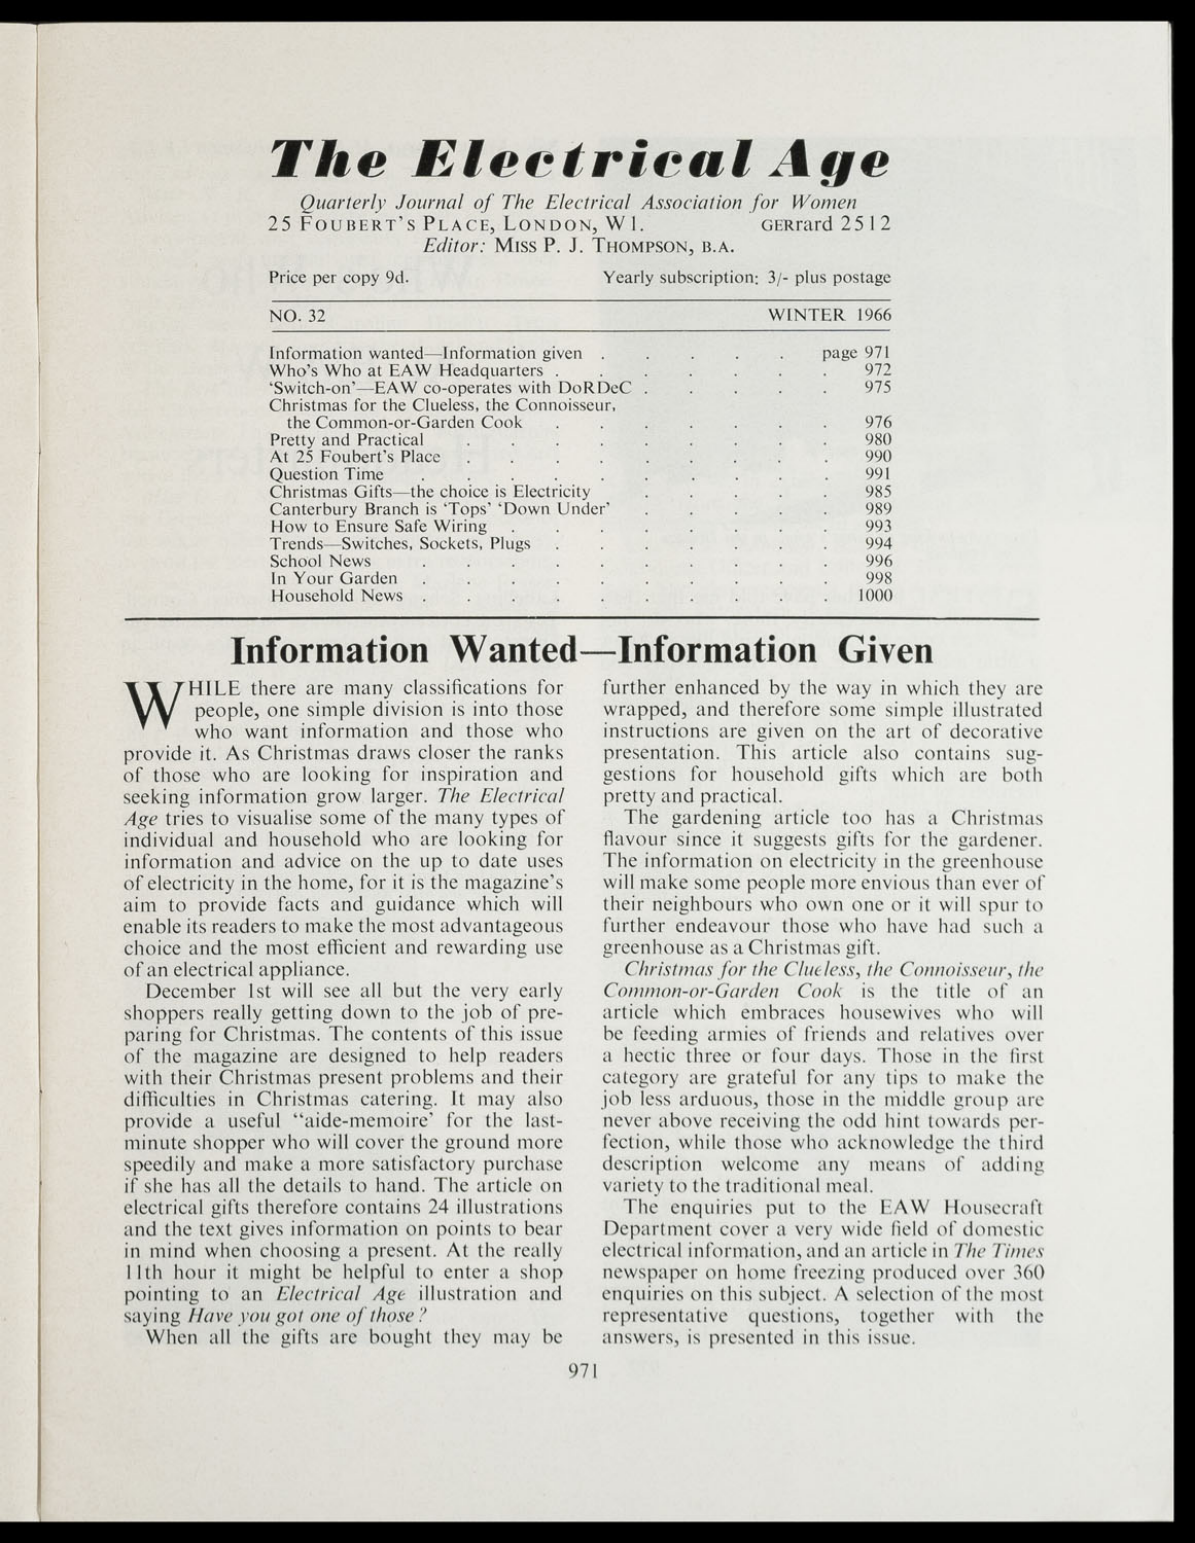 The Electrical Age
Quarterly Journal of The Electrical Association for Women
25 FOUBERT'S PLACE, LONDON, W1. GERrard 2512
Editor: MISS P. J. THOMPSON, B.A.
Price per copy 9d. Yearly subscription: 3/- plus postage
NO. 32 WINTER 1966
Information wanted—Information given . . . . . page 971
Who's Who at EAW Headquarters . . . . . . . 972
'Switch-on'—EAW co-operates with DoRDeC . . . . . 975
Christmas for the Clueless, the Connoisseur,
the Common-or-Garden Cook . . . . . . . 976
Pretty and Practical . . . . . . . . . 980
At 25 Foubert's Place . . . . . . . . . 990
Question Time . . . . . . . . . . 991
Christmas Gifts—the choice is Electricity . . . . . 985
Canterbury Branch is 'Tops' 'Down Under' . . . . . 989
How to Ensure Safe Wiring . . . . . . . . 993
Trends—Switches, Sockets, Plugs . . . . . . . 994
School News . . . . . . . . . . 996
In Your Garden . . . . . . . . . . 998
Household News . . . . . . . . . . 1000
Information Wanted—Information Given
WHILE there are many classifications for
people, one simple division is into those
who want information and those who
provide it. As Christmas draws closer the ranks
of those who are looking for inspiration and
seeking information grow larger. The Electrical
Age tries to visualise some of the many types of
individual and household who are looking for
information and advice on the up to date uses
of electricity in the home, for it is the magazine's
aim to provide facts and guidance which will
enable its readers to make the most advantageous
choice and the most efficient and rewarding use
of an electrical appliance.
December 1st will see all but the very early
shoppers really getting down to the job of pre-
paring for Christmas. The contents of this issue
of the magazine are designed to help readers
with their Christmas present problems and their
difficulties in Christmas catering. It may also
provide a useful "aide-memoire' for the last-
minute shopper who will cover the ground more
speedily and make a more satisfactory purchase
if she has all the details to hand. The article on
electrical gifts therefore contains 24 illustrations
and the text gives information on points to bear
in mind when choosing a present. At the really
11th hour it might be helpful to enter a shop
pointing to an Electrical Age illustration and
saying Have you got one of those?
When all the gifts are bought they may be
further enhanced by the way in which they are
wrapped, and therefore some simple illustrated
instructions are given on the art of decorative
presentation. This article also contains sug-
gestions for household gifts which are both
pretty and practical.
The gardening article too has a Christmas
flavour since it suggests gifts for the gardener.
The information on electricity in the greenhouse
will make some people more envious than ever of
their neighbours who own one or it will spur to
further endeavour those who have had such a
greenhouse as a Christmas gift.
Christmas for the Clueless, the Connoisseur, the
Common-or-Garden Cook is the title of an
article which embraces housewives who will
be feeding armies of friends and relatives over
a hectic three or four days. Those in the first
category are grateful for any tips to make the
job less arduous, those in the middle group are
never above receiving the odd hint towards per-
fection, while those who acknowledge the third
description welcome any means of adding
variety to the traditional meal.
The enquiries put to the EAW Housecraft
Department cover a very wide field of domestic
electrical information, and an article in The Times
newspaper on home freezing produced over 360
enquiries on this subject. A selection of the most
representative questions, together with the
answers, is presented in this issue.
971